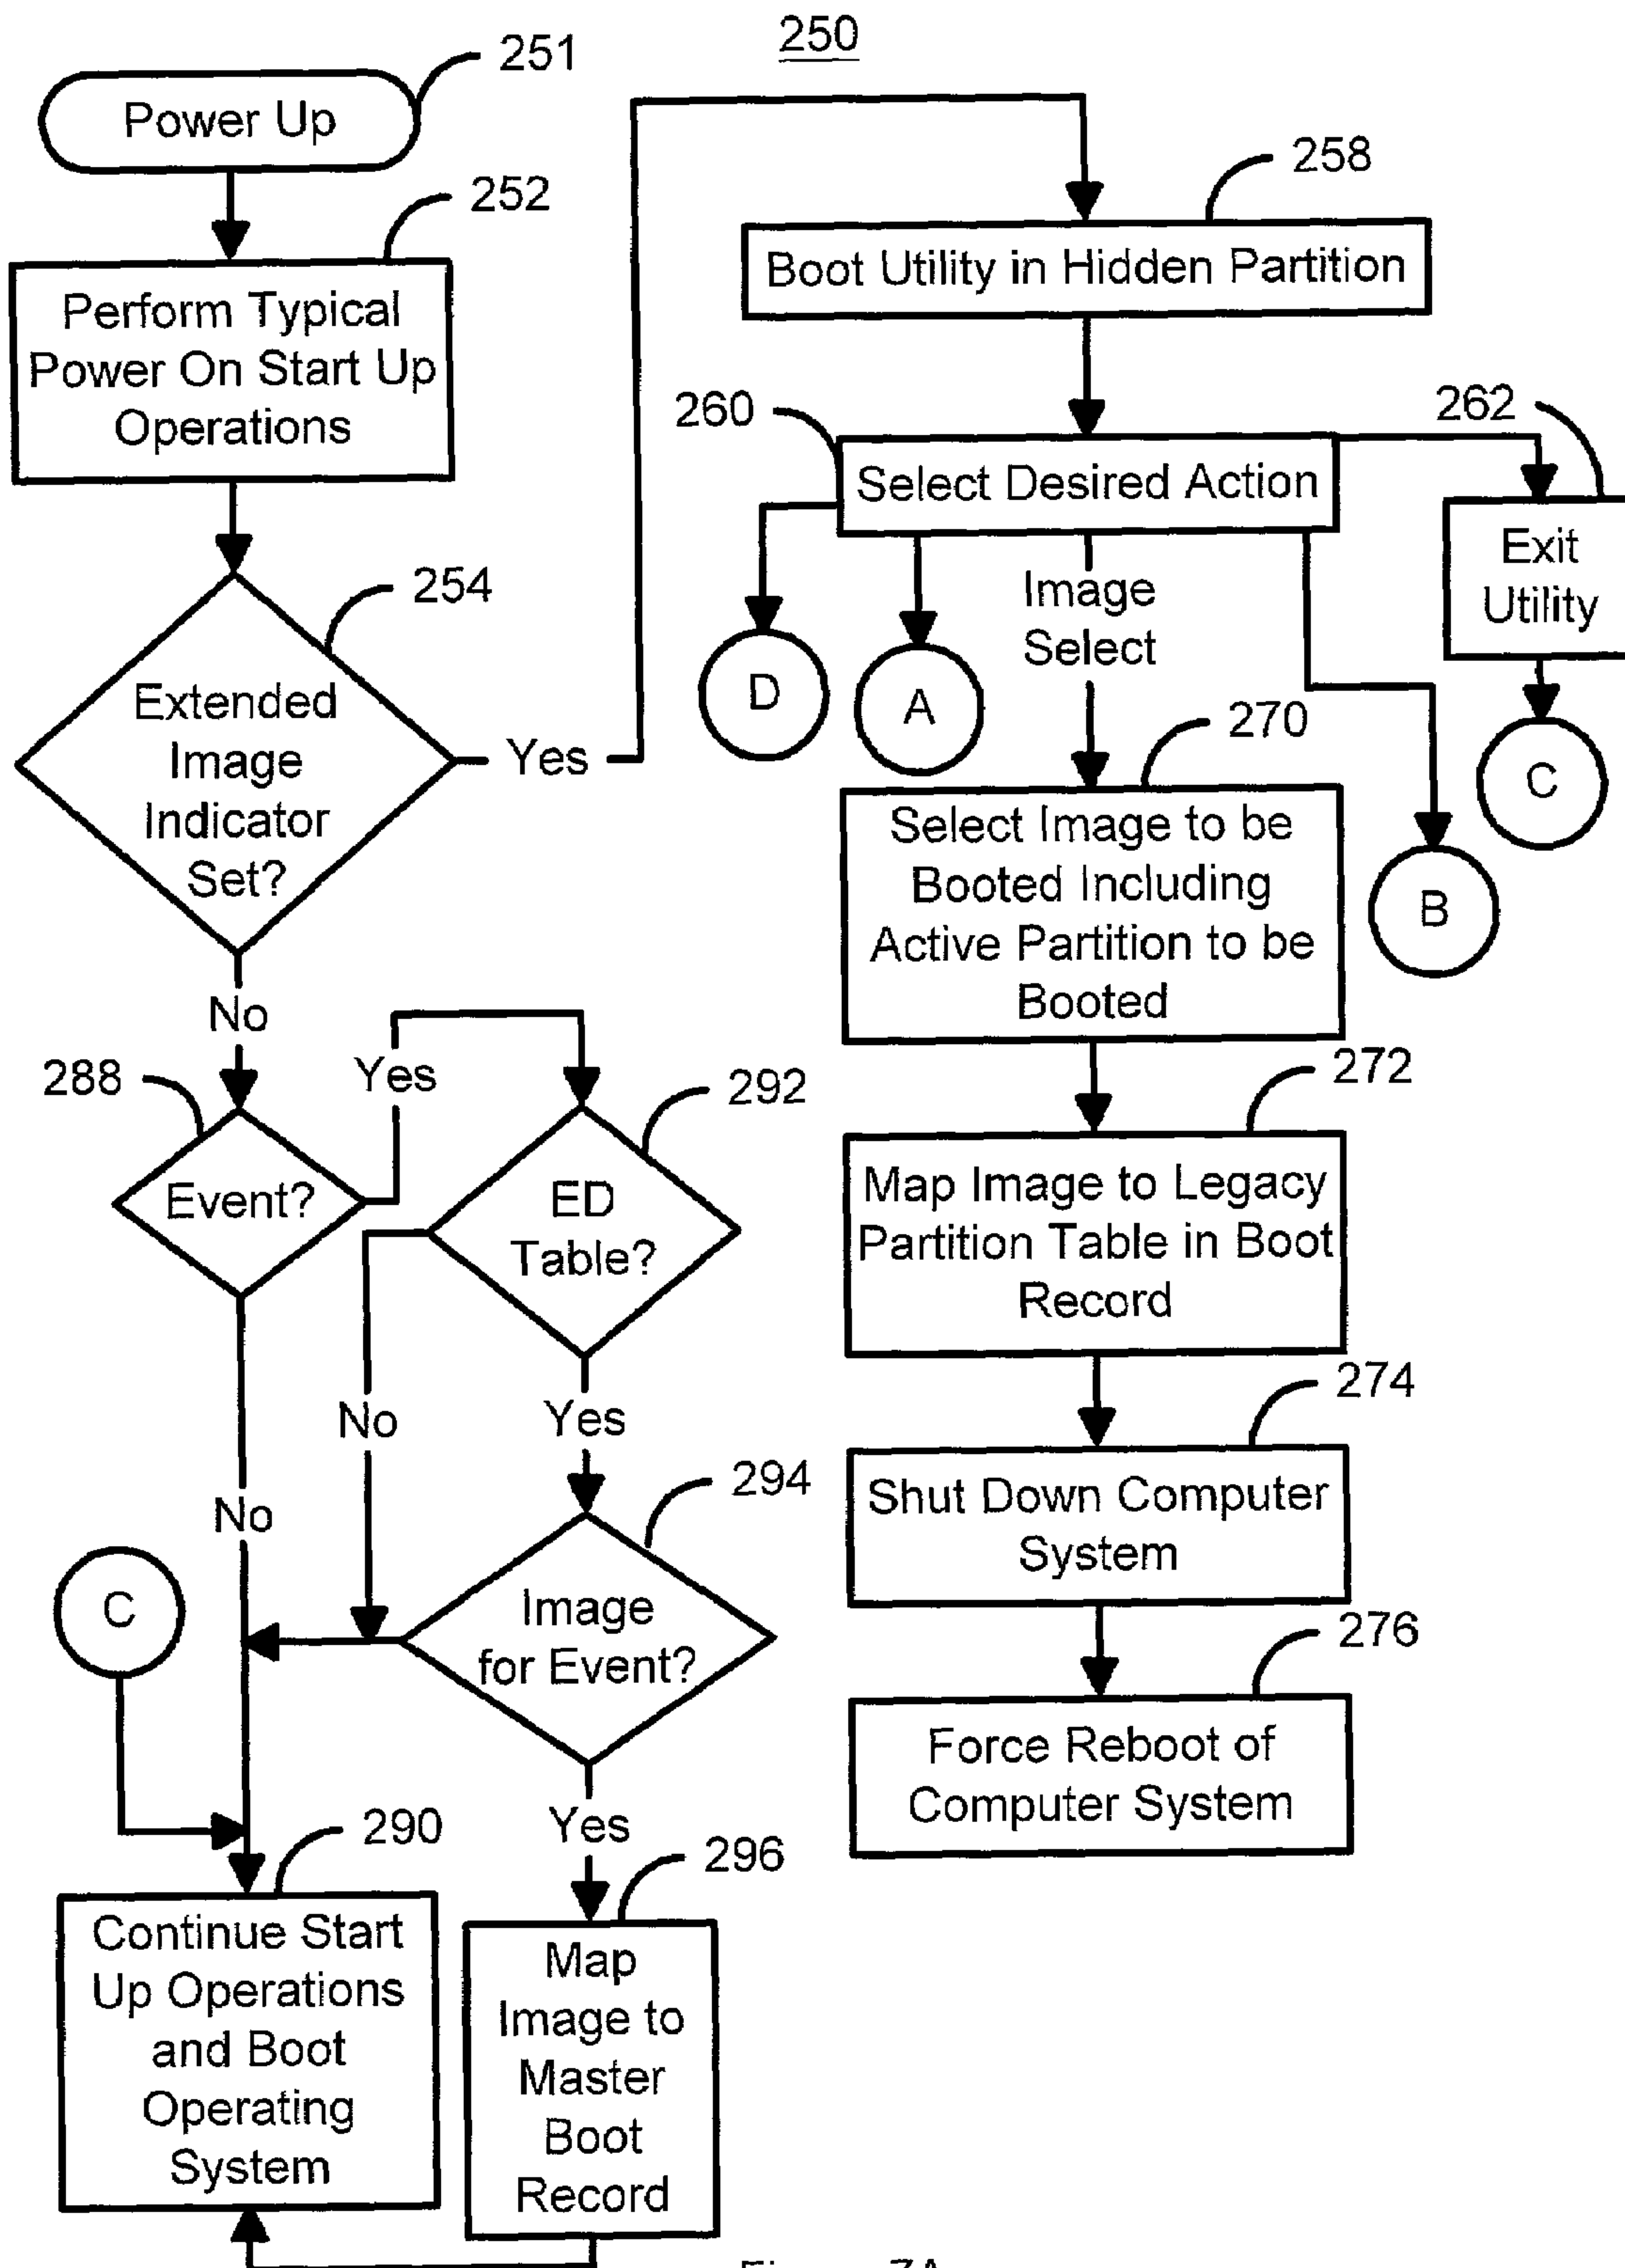 250
251
Power Up
252
Perform Typical
Power On Start Up
Operations
254
Extended
Image
Indicator
Set?
Yes
No
258
Boot Utility in Hidden Partition
260
Select Desired Action
262
Exit
Utility
D
A
Image
Select
C
B
270
Select Image to be
Booted Including
Active Partition to be
Booted
272
Map Image to Legacy
Partition Table in Boot
Record
274
Shut Down Computer
System
276
Force Reboot of
Computer System
288
Event?
Yes
No
292
ED
Table?
No
Yes
294
Image
for Event?
Yes
C
290
Continue Start
Up Operations
and Boot
Operating
System
296
Map
Image to
Master
Boot
Record